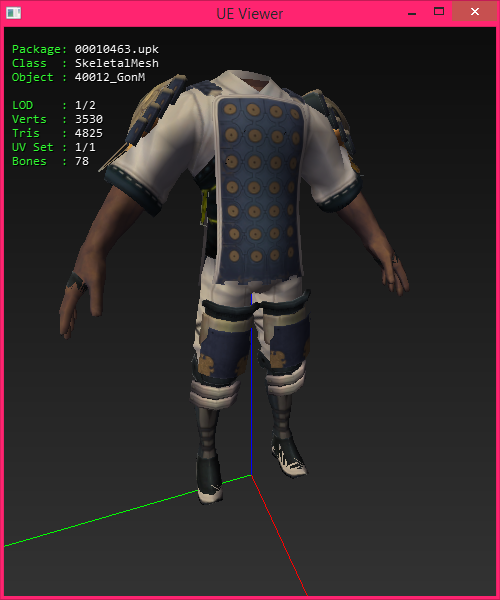 UE Viewer
Package: 00010463.upk
Class  : SkeletalMesh
Object : 40012_GonM
LOD    : 1/2
Verts  : 3530
Tris   : 4825
UV Set : 1/1
Bones  : 78